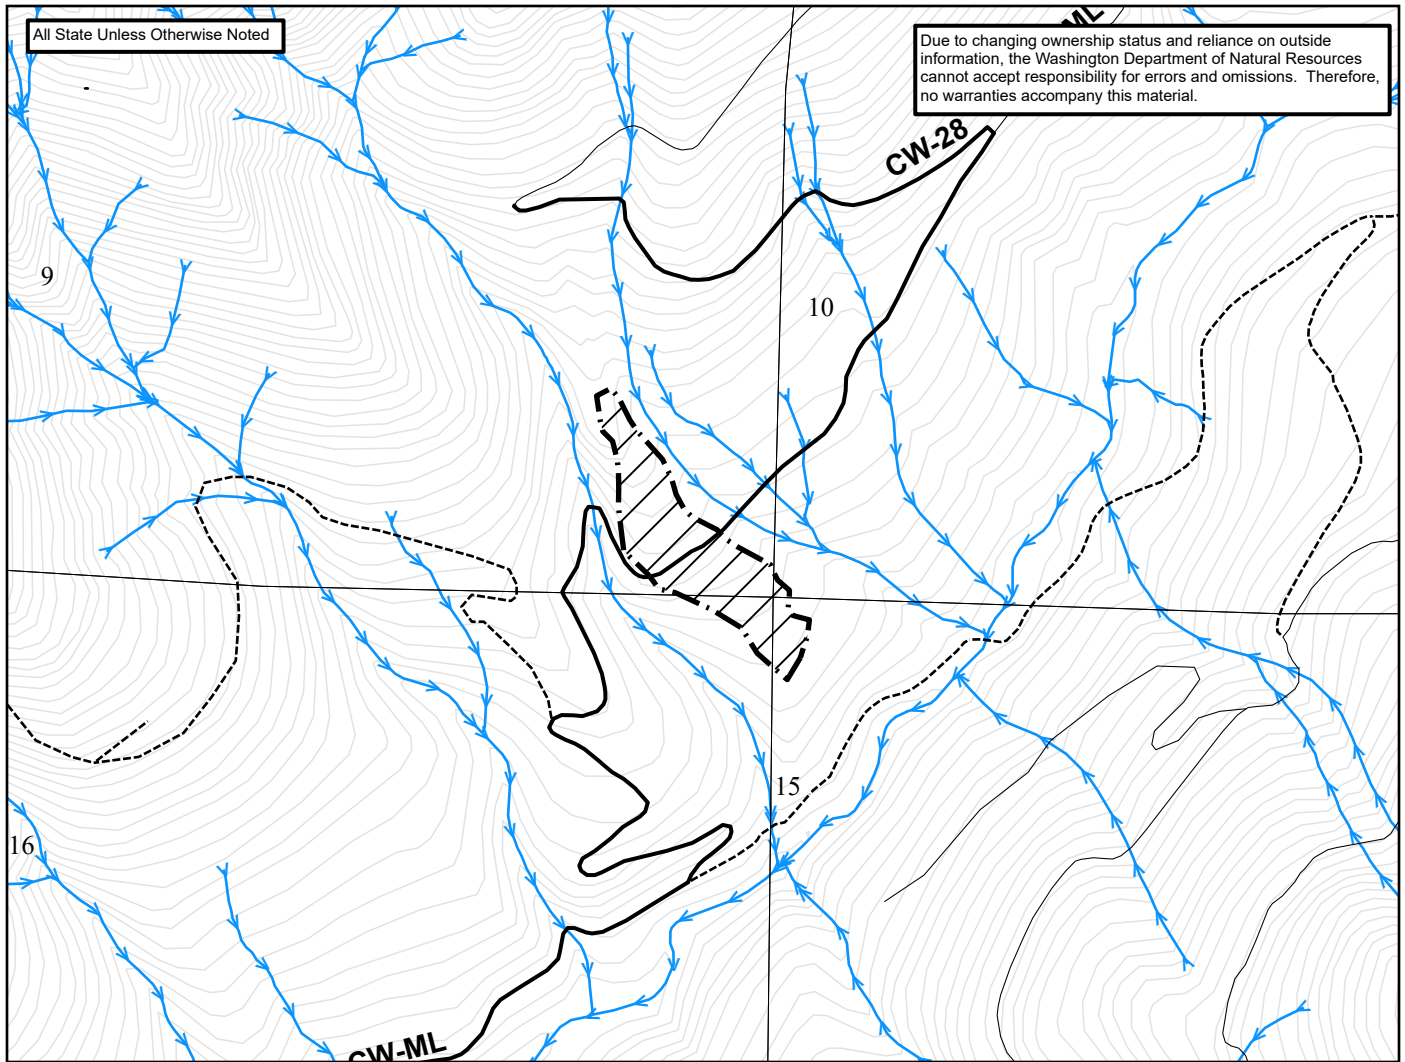 ML
All State Unless Otherwise Noted
Due to changing ownership status and reliance on outside
information, the Washington Department of Natural Resources
cannot accept responsibility for errors and omissions. Therefore,
no warranties accompany this material.
CW-28
9
10
15
16
CW-ML